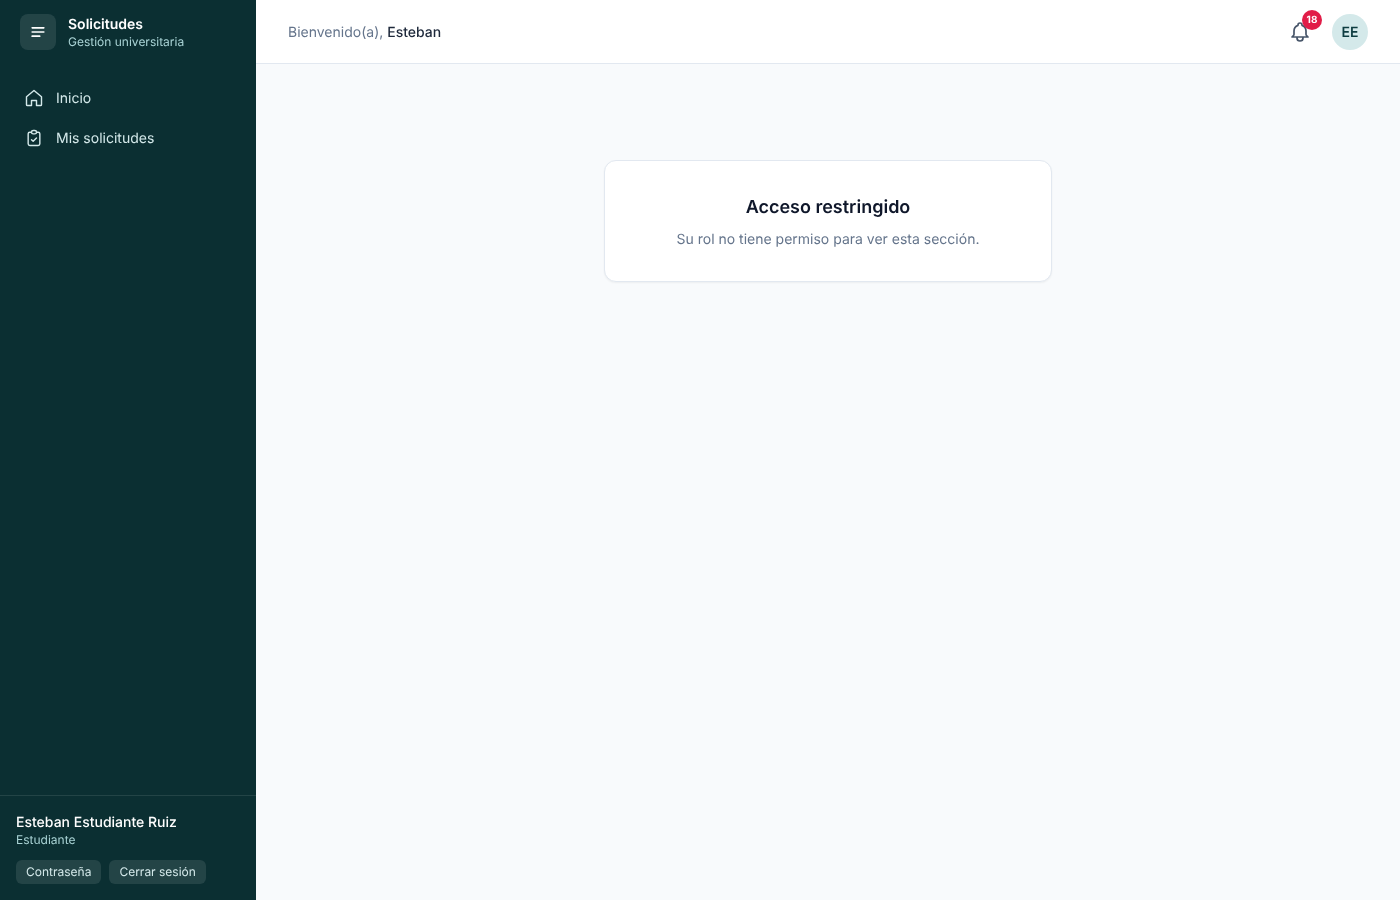 Solicitudes
Gestión universitaria
Inicio
Mis solicitudes
Esteban Estudiante Ruiz
Estudiante
Contraseña
Cerrar sesión
Bienvenido(a), Esteban
18
EE
Acceso restringido
Su rol no tiene permiso para ver esta sección.